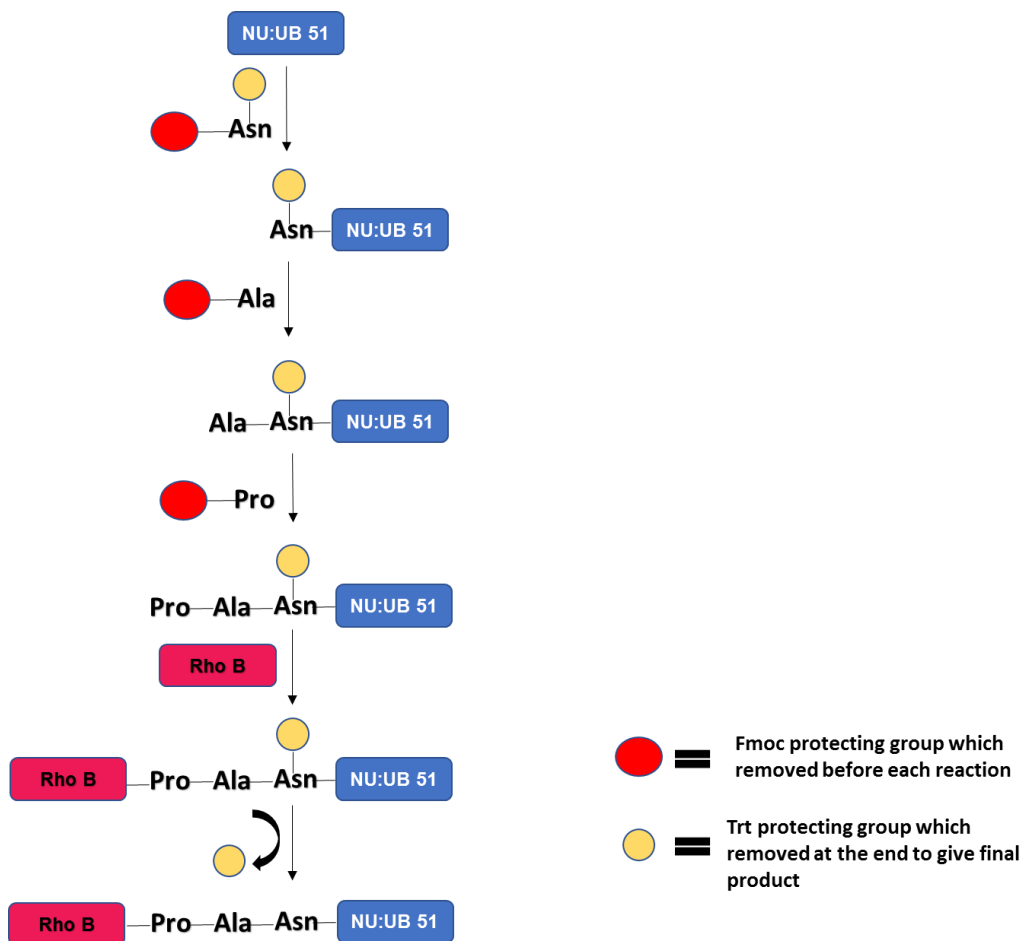 NU:UB 51
Asn
Asn NU:UB 51
Ala
Ala Asn NU:UB 51
Pro
Pro Ala Asn NU:UB 51
Rho B
Rho B Pro Ala Asn NU:UB 51
Rho B Pro Ala Asn NU:UB 51
Fmoc protecting group which
removed before each reaction
Trt protecting group which
removed at the end to give final
product